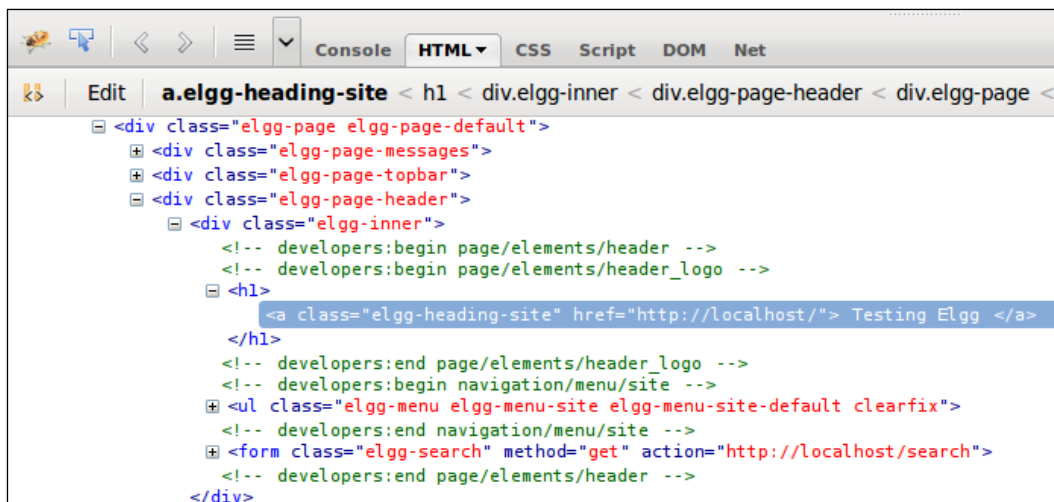 Console HTML CSS Script DOM Net
Edit a.elgg-heading-site < h1 < div.elgg-inner < div.elgg-page-header < div.elgg-page <
<div class="elgg-page elgg-page-default">
<div class="elgg-page-messages">
<div class="elgg-page-topbar">
<div class="elgg-page-header">
<div class="elgg-inner">
<!-- developers:begin page/elements/header -->
<!-- developers:begin page/elements/header_logo -->
<h1>
<a class="elgg-heading-site" href="http://localhost/"> Testing Elgg </a>
</h1>
<!-- developers:end page/elements/header_logo -->
<!-- developers:begin navigation/menu/site -->
<ul class="elgg-menu elgg-menu-site elgg-menu-site-default clearfix">
<!-- developers:end navigation/menu/site -->
<form class="elgg-search" method="get" action="http://localhost/search">
<!-- developers:end page/elements/header -->
</div>